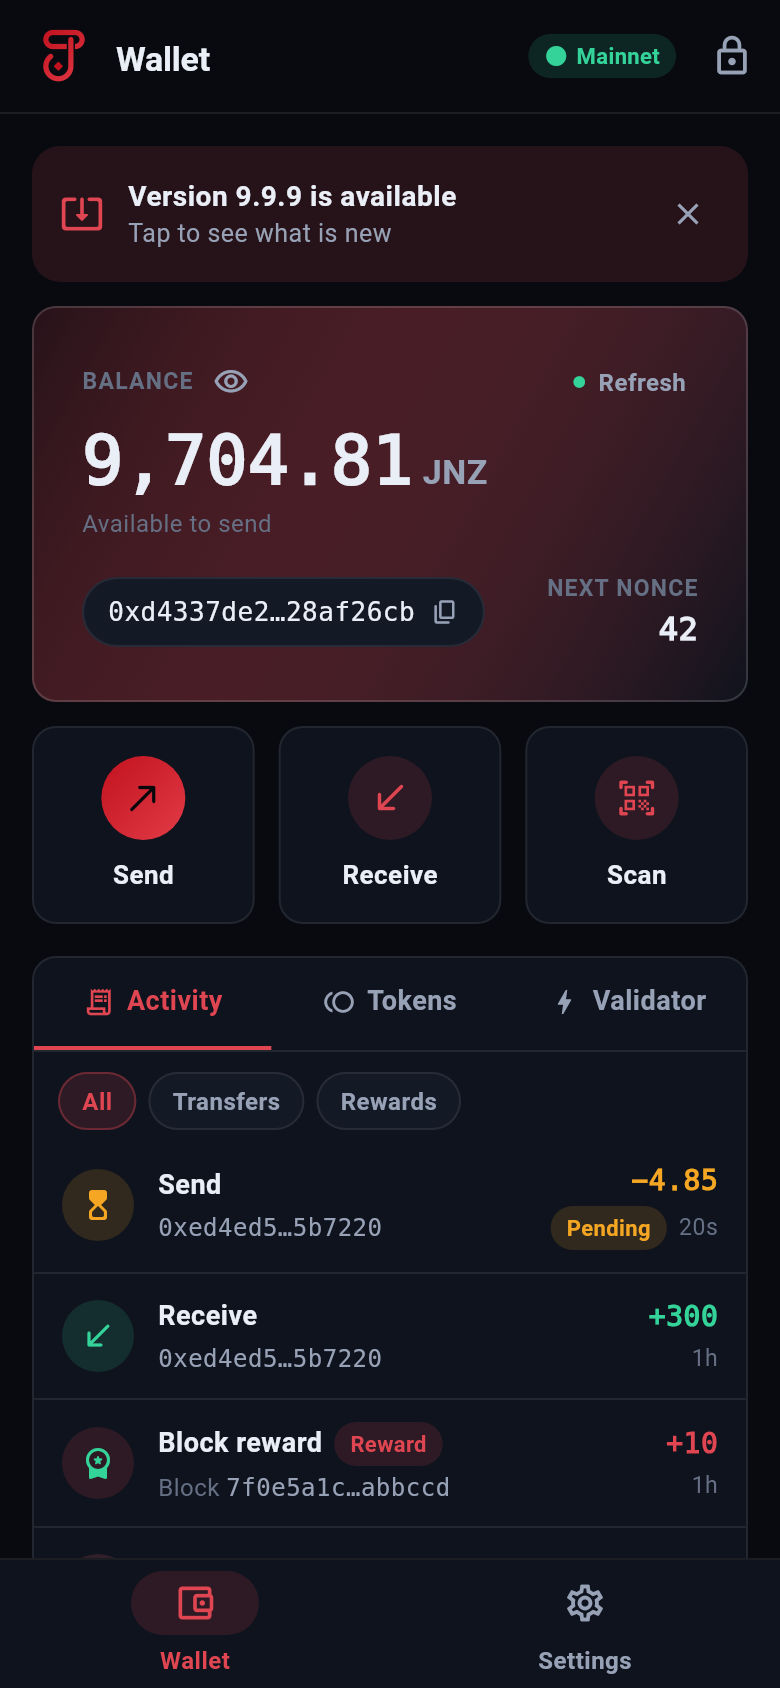 Wallet
Mainnet
Version 9.9.9 is available
Tap to see what is new
BALANCE
Refresh
9,704.81 JNZ
Available to send
0xd4337de2…28af26cb
NEXT NONCE
42
Send
Receive
Scan
Activity
Tokens
Validator
All
Transfers
Rewards
Send
−4.85
0xed4ed5…5b7220
Pending
20s
Receive
+300
0xed4ed5…5b7220
1h
Block reward
Reward
+10
Block 7f0e5a1c…abbccd
1h
Wallet
Settings